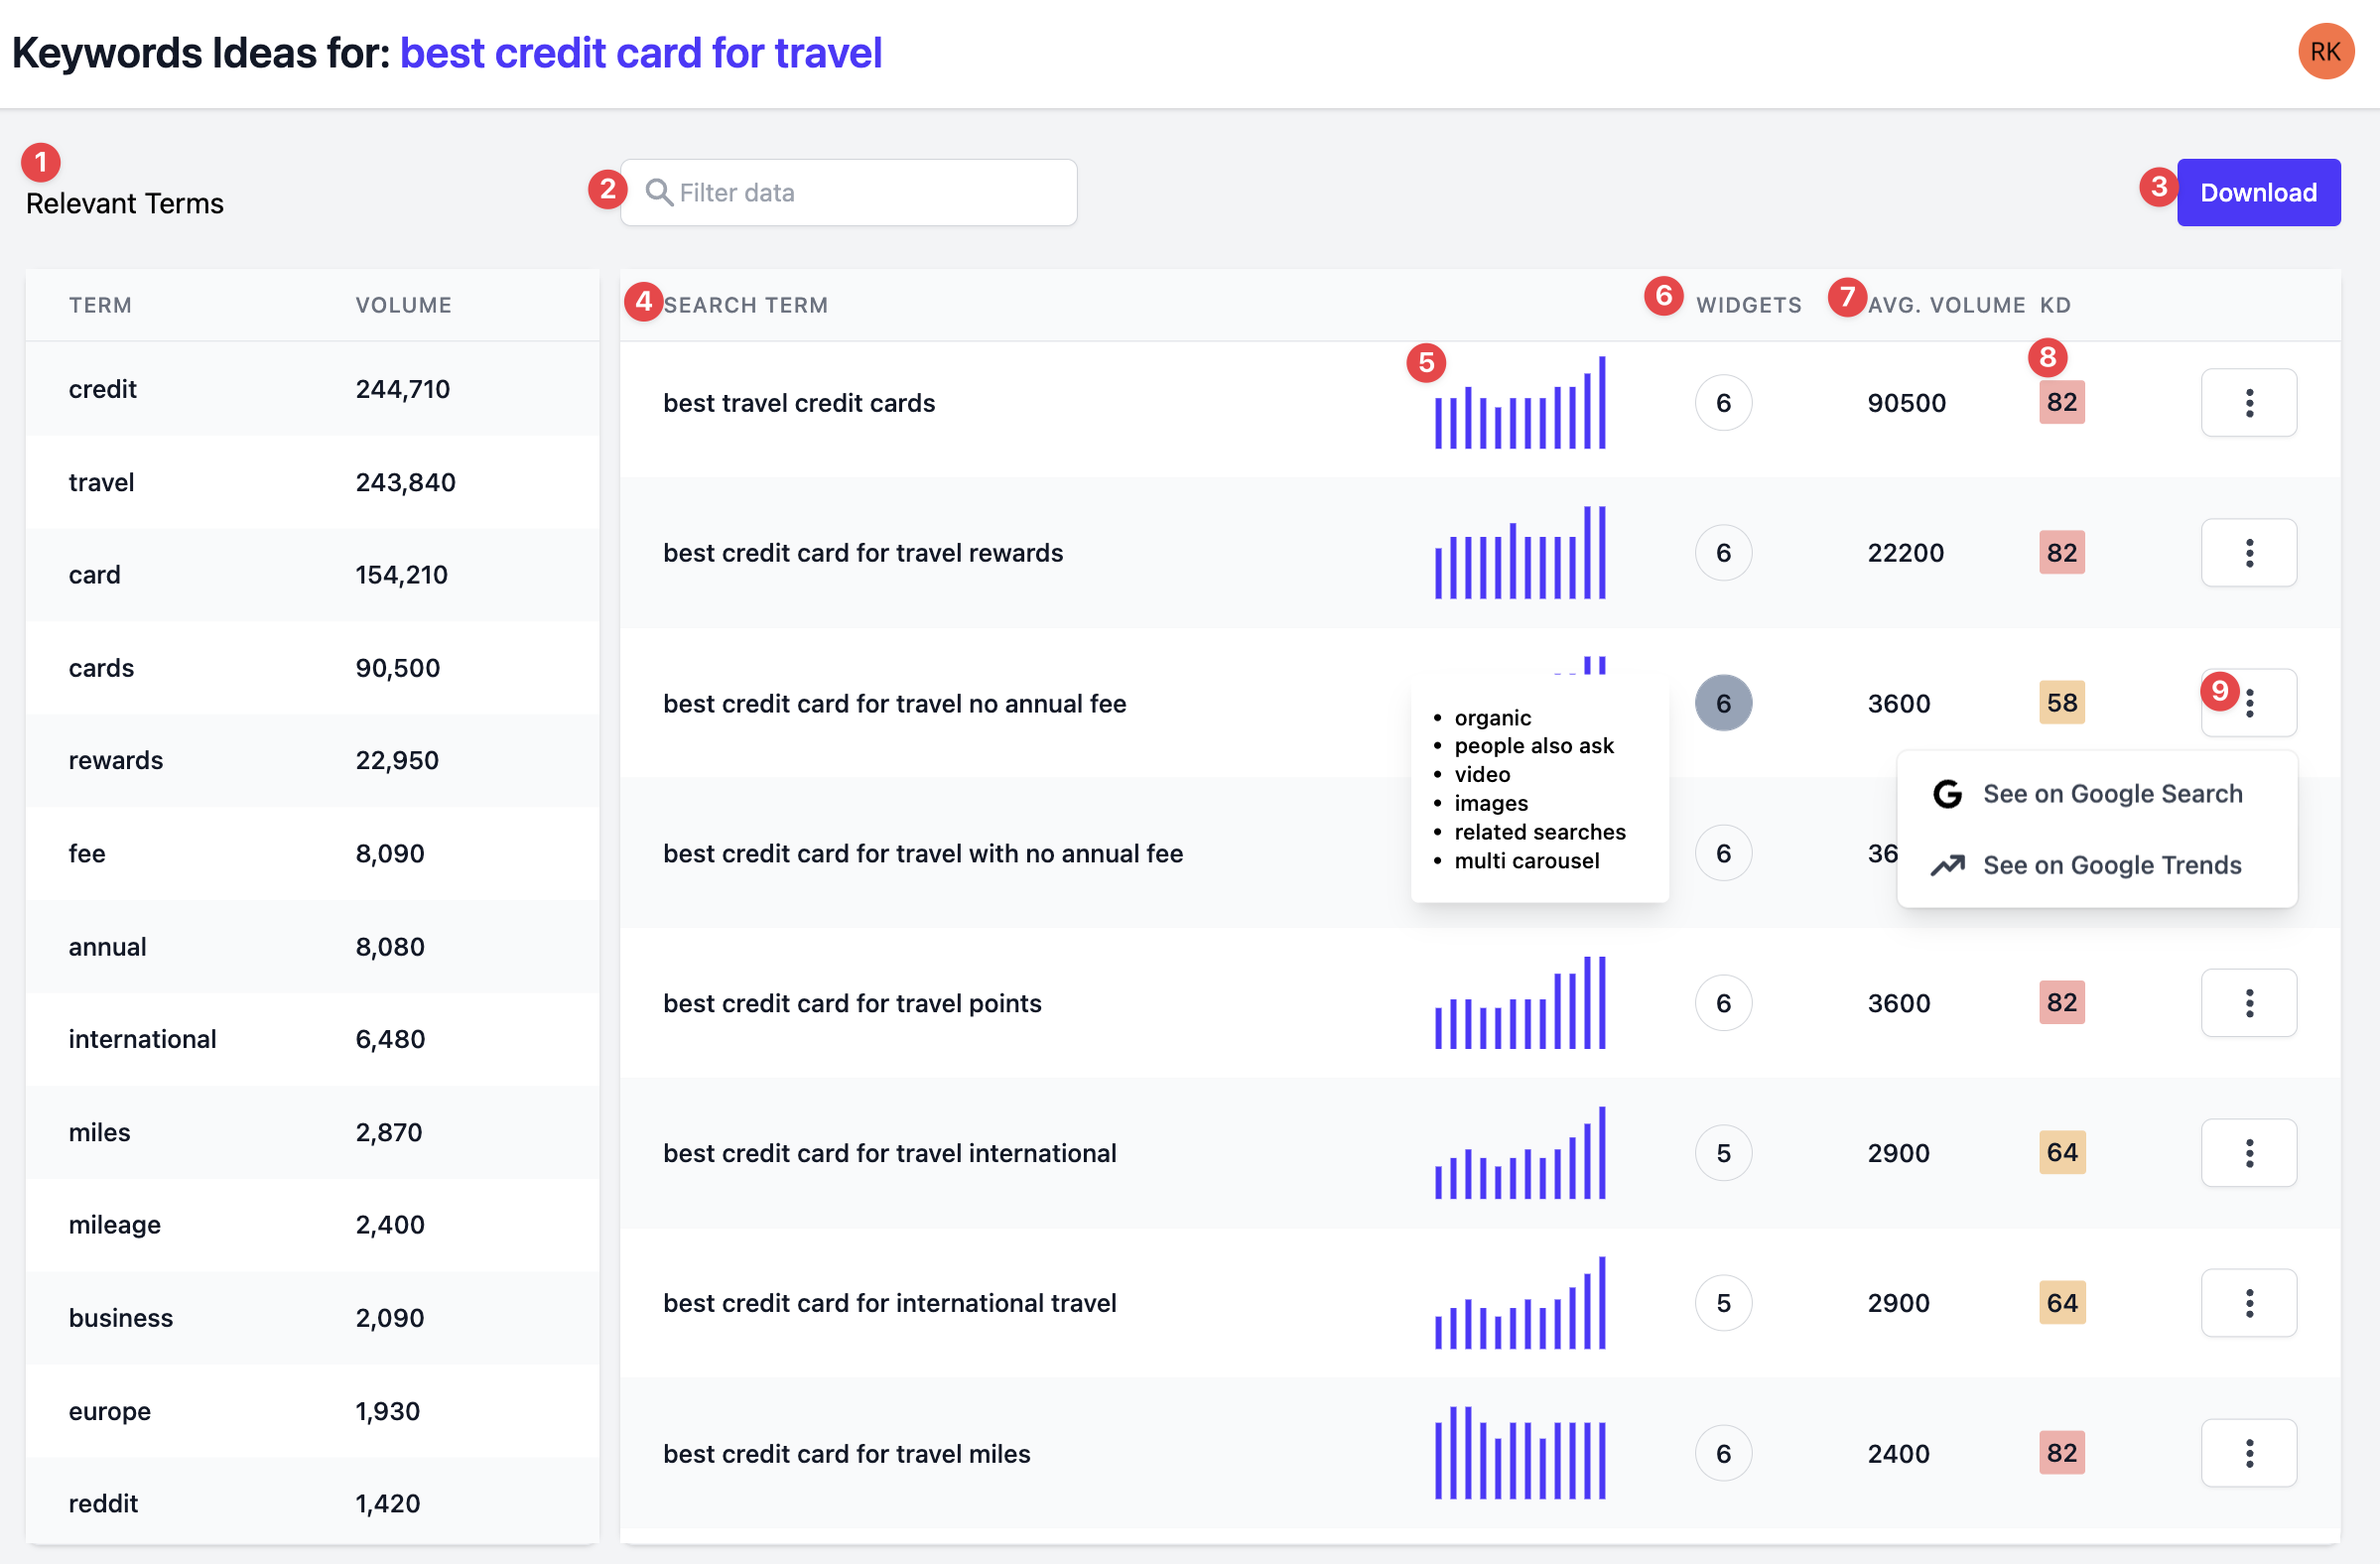 Keywords Ideas for: best credit card for travel
RK
1
Relevant Terms
2
Filter data
3
Download
TERM VOLUME
credit 244,710
travel 243,840
card 154,210
cards 90,500
rewards 22,950
fee 8,090
annual 8,080
international 6,480
miles 2,870
mileage 2,400
business 2,090
europe 1,930
reddit 1,420
4 SEARCH TERM 6 WIDGETS 7 AVG. VOLUME KD
5 8
best travel credit cards 6 90500 82
best credit card for travel rewards 6 22200 82
best credit card for travel no annual fee 6 3600 58 9
• organic
• people also ask
• video
• images
• related searches
• multi carousel
See on Google Search
See on Google Trends
best credit card for travel with no annual fee 6 36
best credit card for travel points 6 3600 82
best credit card for travel international 5 2900 64
best credit card for international travel 5 2900 64
best credit card for travel miles 6 2400 82